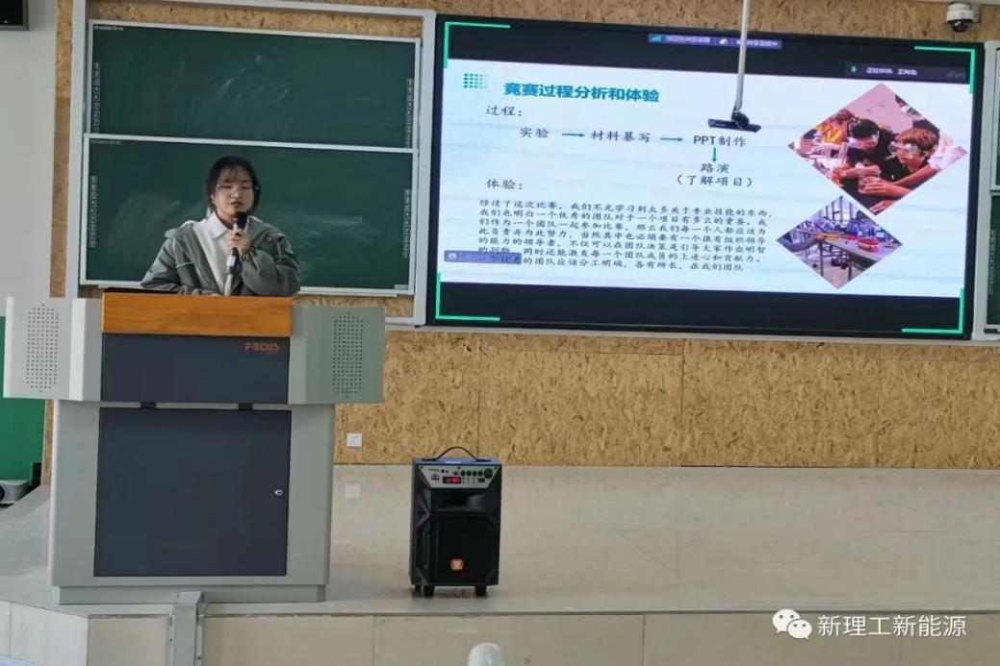 竞赛过程分析和体验
过程：
实验 → 材料暴写 → PPT制作
路演
（了解项目）
体验：
经过了这次比赛，我们不光学习到太多关于专业技能的东西，
我们也明白一个优秀的团队对于一个项目有多么的重要。我
们作为一个团队一起参加比赛，那么我们每一个人都应该为
此负责并为此努力，当然其中也必须要有一个很有组织领导
的能力的领导者，不仅可以在团队决策是引导大家作出明智
的判断，同时还能激发每一个团队成员的上进心和贡献力。
的团队应该分工明确，各有所长，在我们团队
FOCUS
新理工新能源